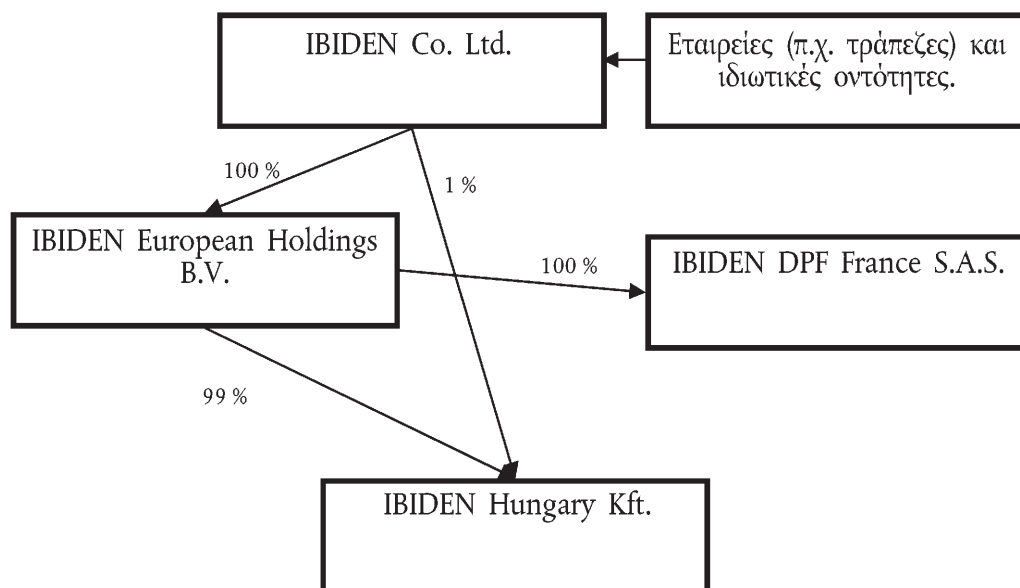 IBIDEN Co. Ltd.
Εταιρείες (π.χ. τράπεζες) και
ιδιωτικές οντότητες.
100 %
1 %
IBIDEN European Holdings
B.V.
100 %
IBIDEN DPF France S.A.S.
99 %
IBIDEN Hungary Kft.